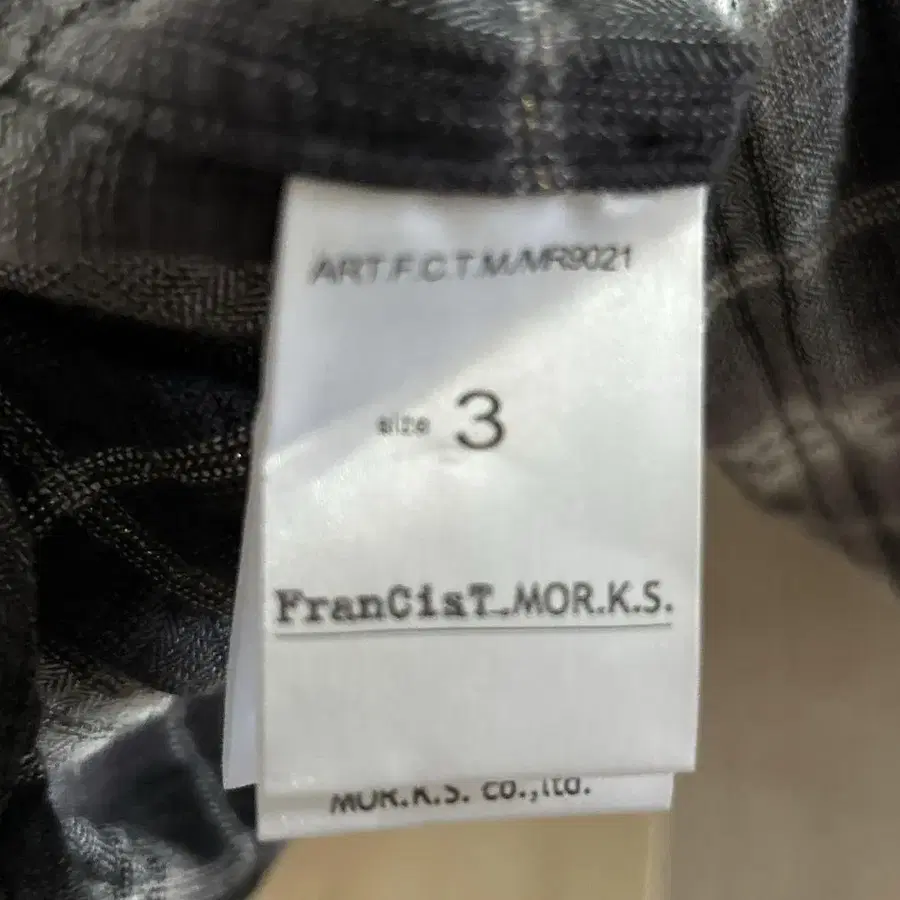 ART.F.C.T.M/MR9021
size 3
FranCisT_MOR.K.S.
MOR.K.S. co.,ltd.